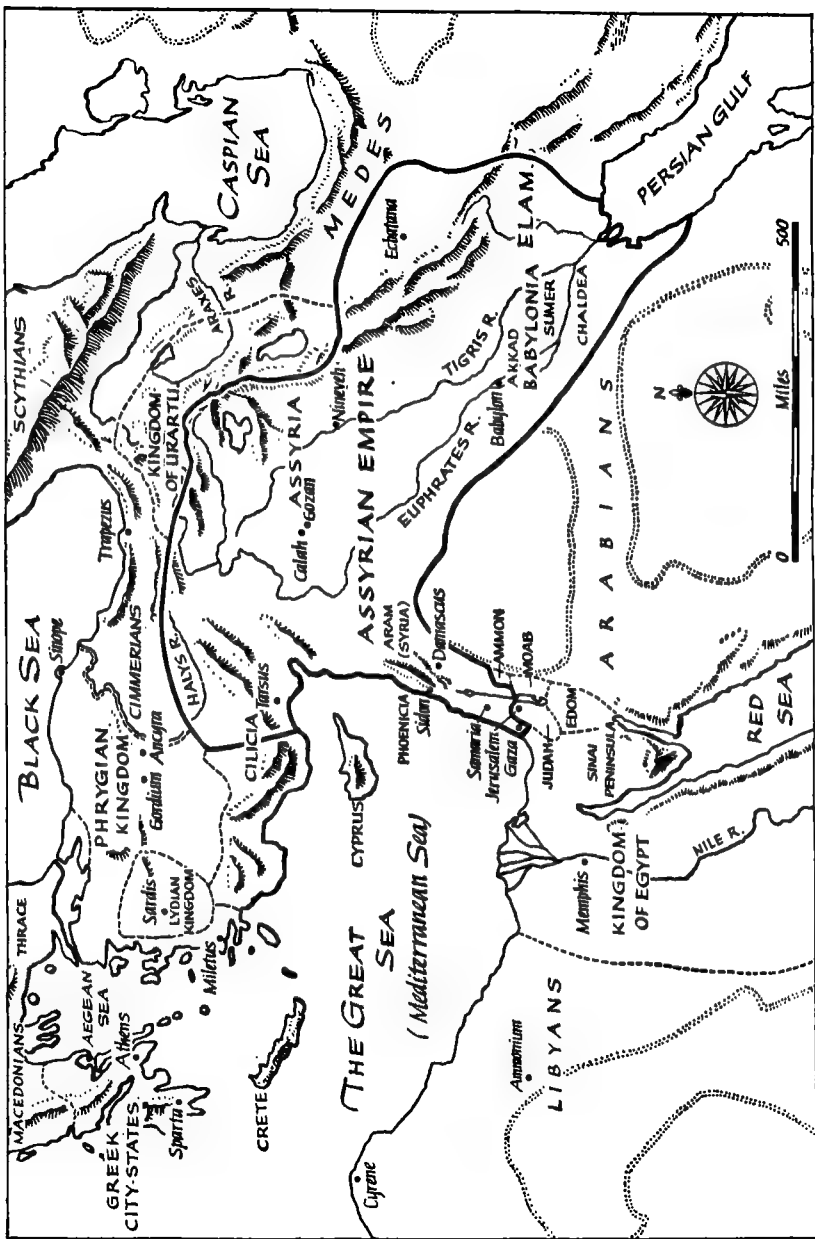 MACEDONIANS
THRACE
BLACK SEA
SCYTHIANS
CASPIAN
SEA
Sinope
Trapezus
AEGEAN
SEA
GREEK
CITY-STATES
Athens
Sparta
Sardis
LYDIAN
KINGDOM
Miletus
PHRYGIAN
KINGDOM
Gordium
Ancyra
CIMMERIANS
HALYS R.
KINGDOM
OF URARTU
ARAXES
R.
MEDES
CILICIA
Tarsus
ASSYRIA
Calah
Gozan
Nineveh
Ecbatana
CRETE
CYPRUS
THE GREAT
SEA
(Mediterranean Sea)
ASSYRIAN EMPIRE
TIGRIS R.
EUPHRATES R.
ELAM
Babylon
AKKAD
BABYLONIA
SUMER
CHALDEA
PERSIAN GULF
ARAM
(SYRIA)
PHOENICIA
Sidon
Damascus
Samaria
Jerusalem
Gaza
AMMON
MOAB
JUDAH
EDOM
SINAI
PENINSULA
ARABIANS
Cyrene
Ammonium
LIBYANS
Memphis
KINGDOM
OF EGYPT
NILE R.
RED
SEA
N
0
500
Miles